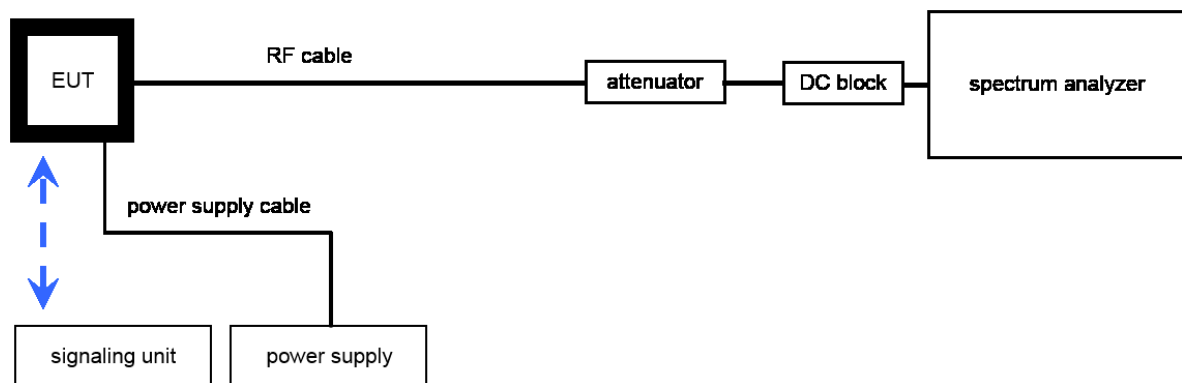 RF cable
EUT
attenuator
DC block
spectrum analyzer
power supply cable
signaling unit
power supply